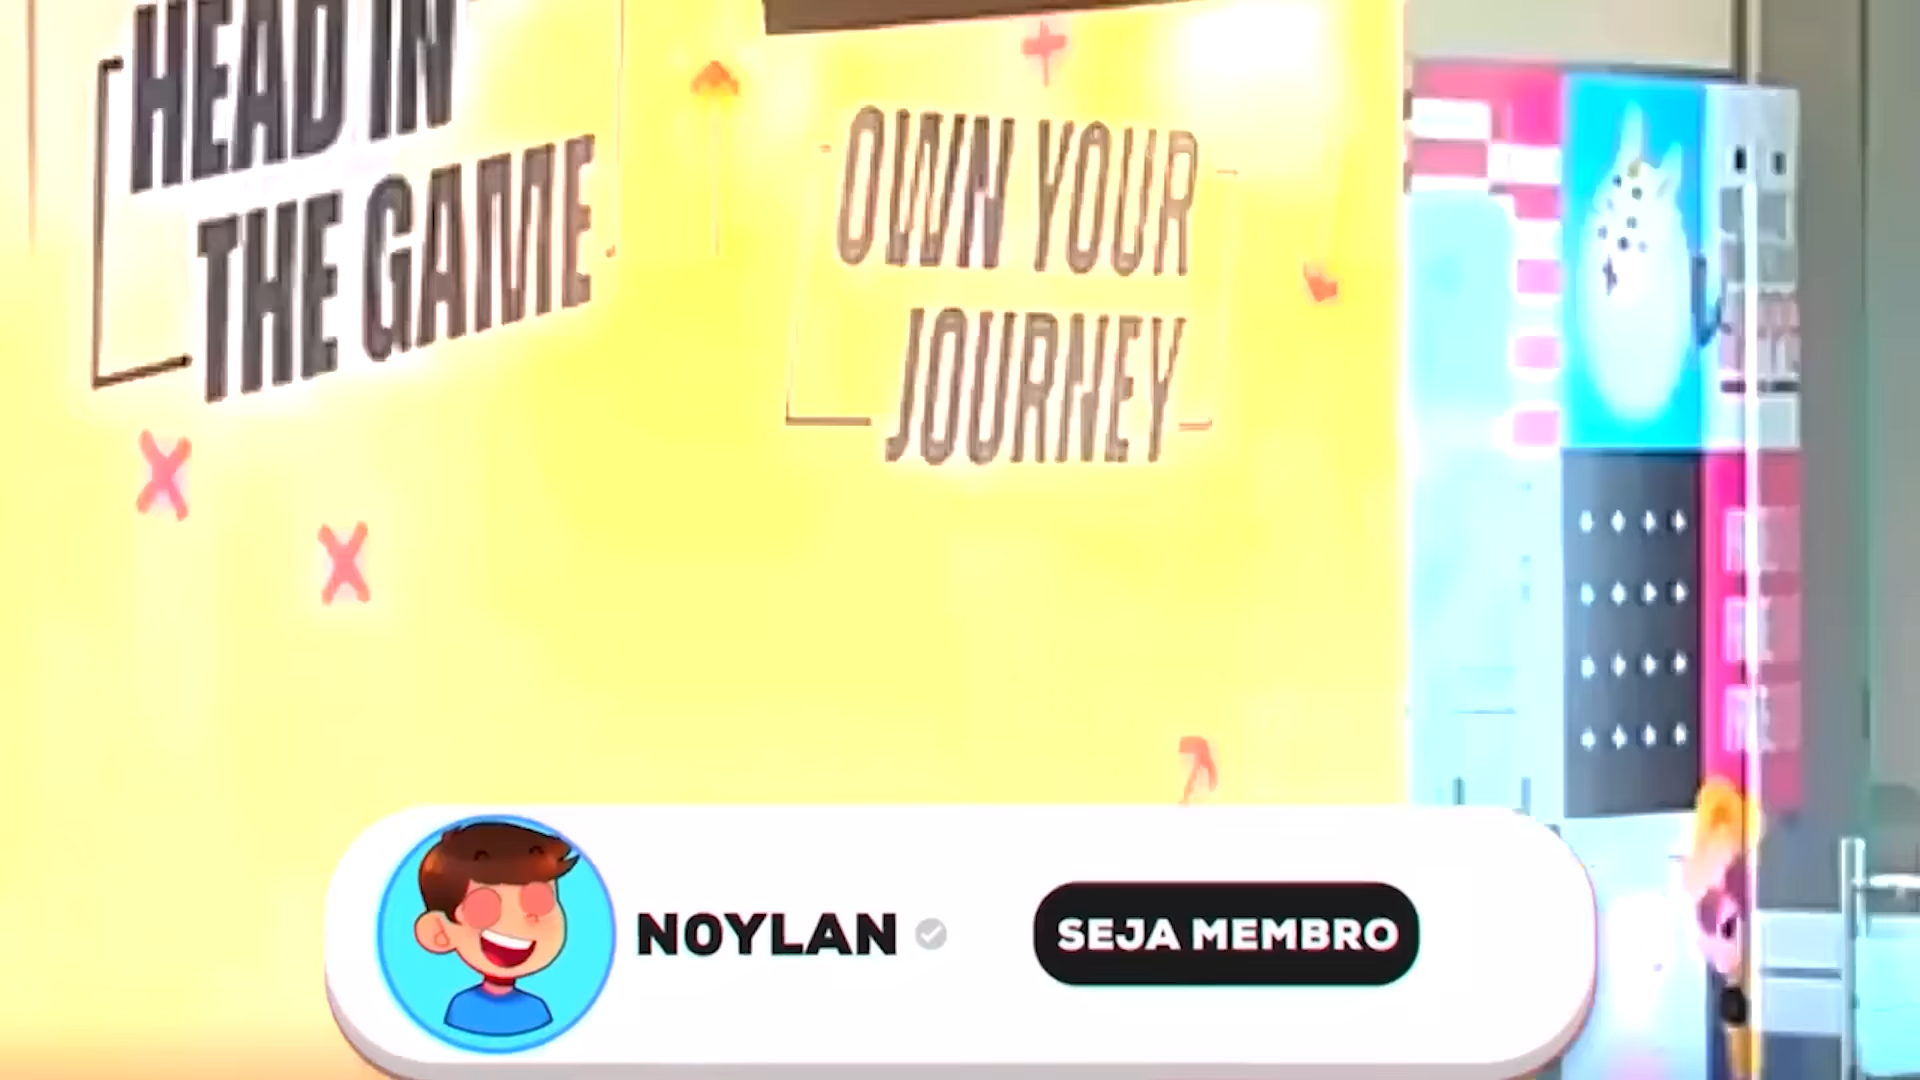 HEAD IN
THE GAME
OWN YOUR
JOURNEY
NOYLAN
SEJA MEMBRO